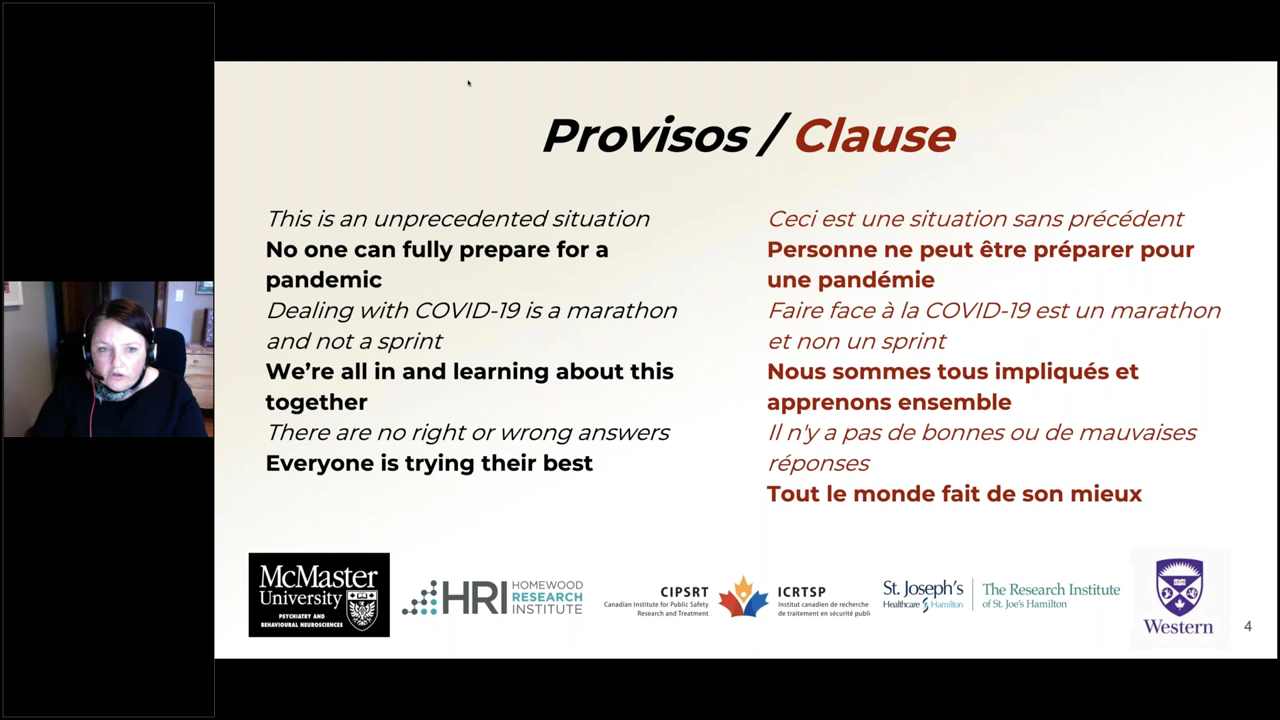 Provisos / Clause
This is an unprecedented situation
No one can fully prepare for a
pandemic
Dealing with COVID-19 is a marathon
and not a sprint
We're all in and learning about this
together
There are no right or wrong answers
Everyone is trying their best
Ceci est une situation sans précédent
Personne ne peut être préparer pour
une pandémie
Faire face à la COVID-19 est un marathon
et non un sprint
Nous sommes tous impliqués et
apprenons ensemble
Il n'y a pas de bonnes ou de mauvaises
réponses
Tout le monde fait de son mieux
McMaster
University
PSYCHIATRY AND
BEHAVIOURAL NEUROSCIENCES
HRI
HOMEWOOD
RESEARCH
INSTITUTE
CIPSRT
Canadian Institute for Public Safety
Research and Treatment
ICRTSP
Institut canadien de recherche
de traitement en sécurité publi
St. Joseph's
Healthcare Hamilton
The Research Institute
of St. Joe's Hamilton
Western
4